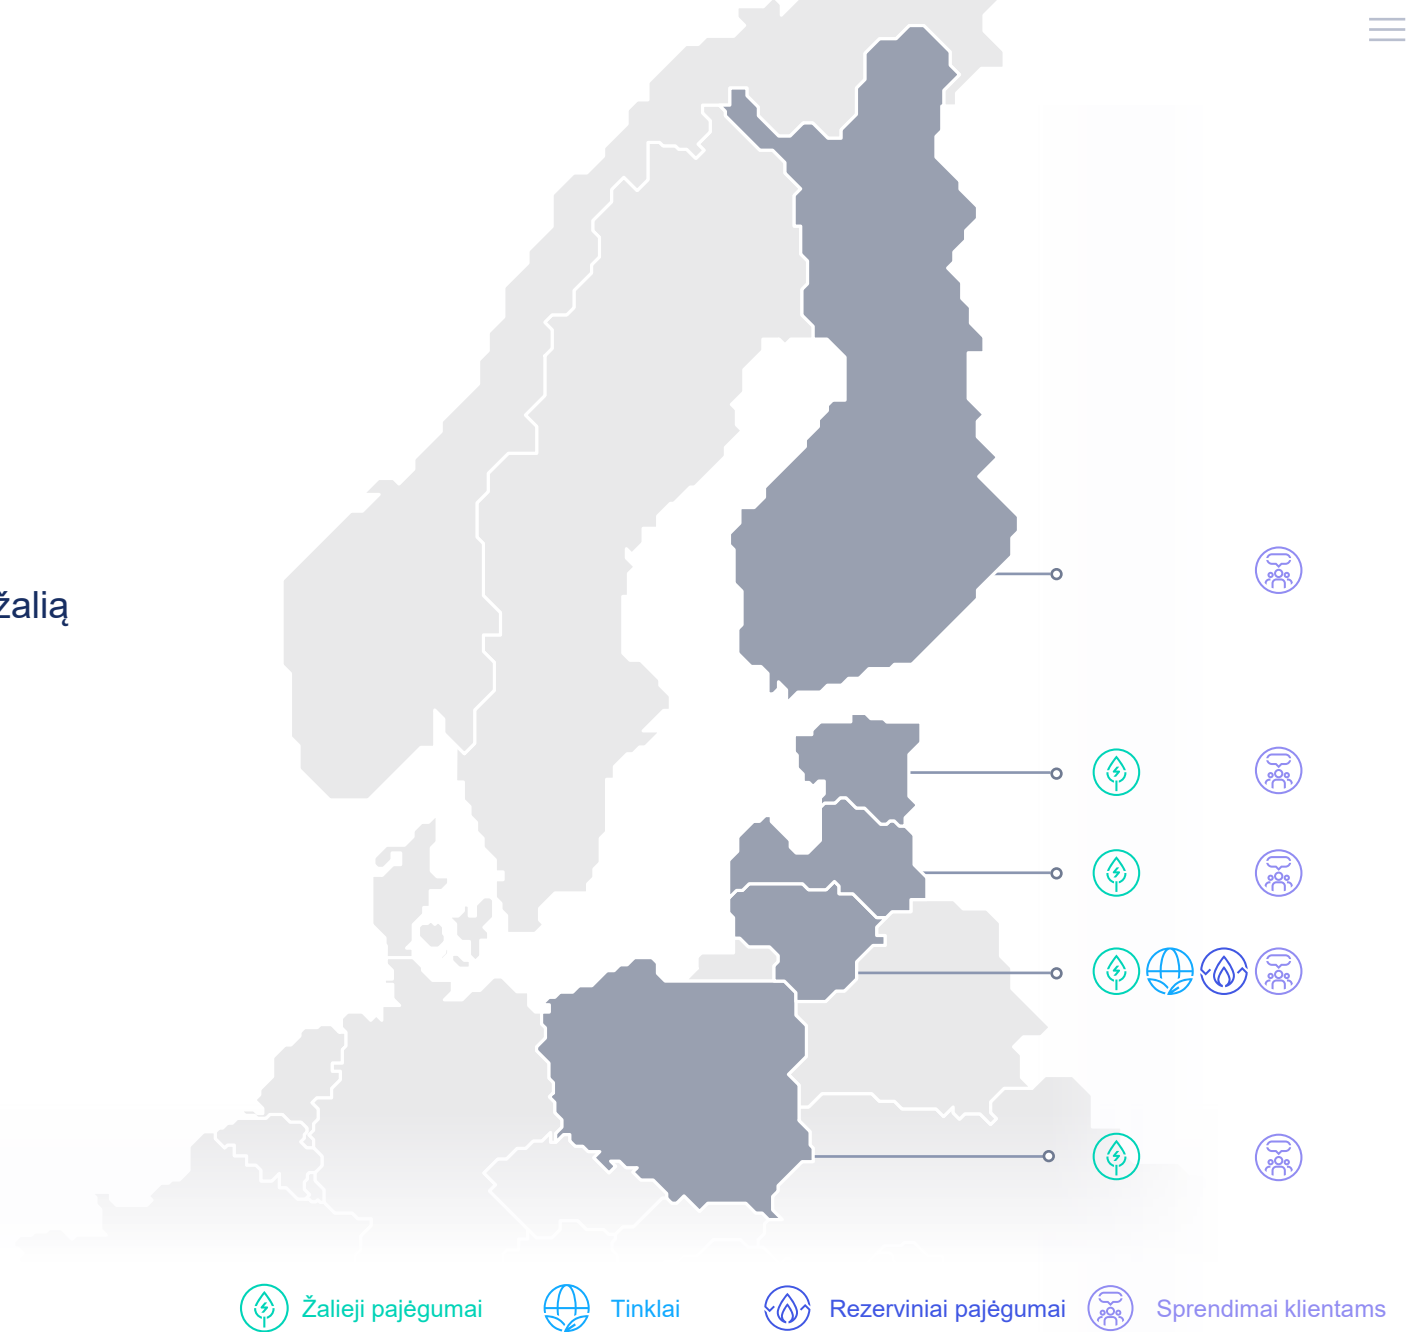 žalią
Žalieji pajėgumai
Tinklai
Rezerviniai pajėgumai
Sprendimai klientams